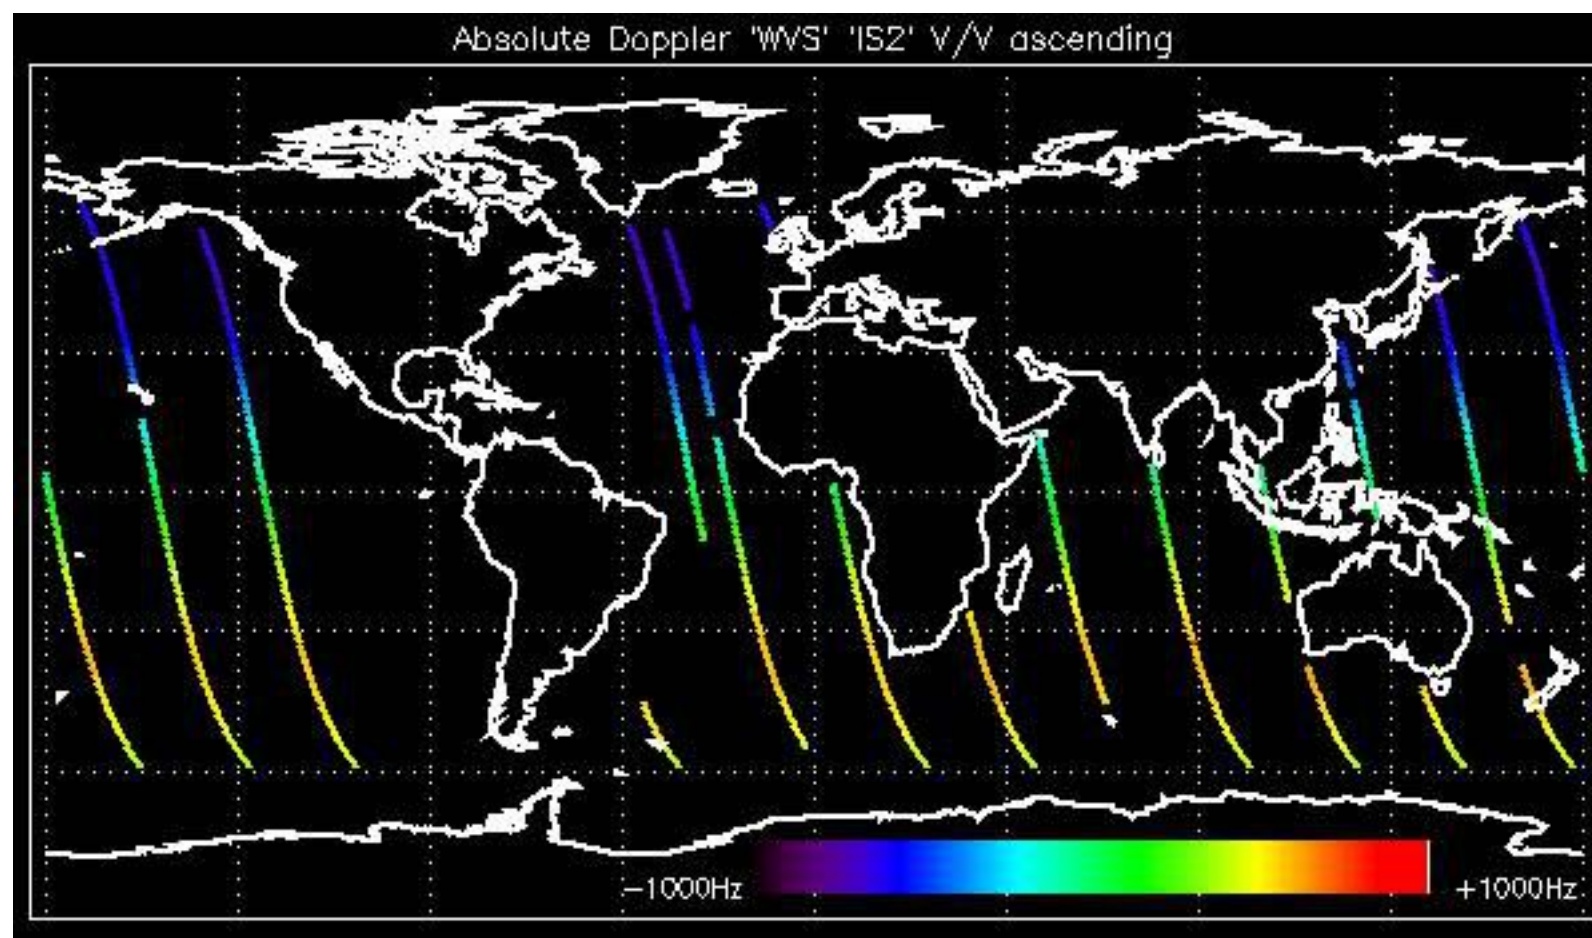 Absolute Doppler 'WVS' 'IS2' V/V ascending
−1000Hz
+1000Hz